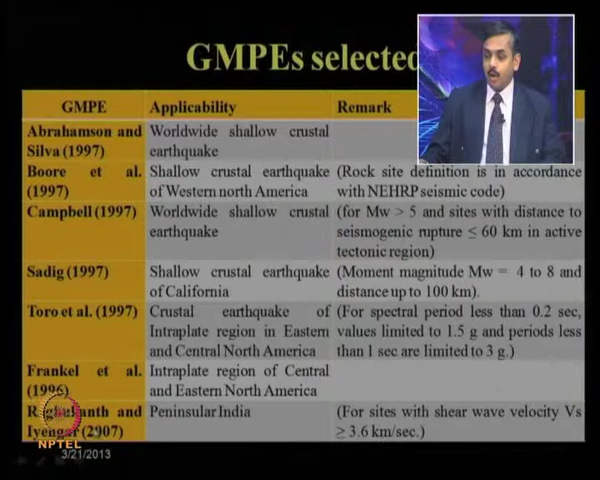 GMPEs selected
GMPE Applicability Remark
Abrahamson and Silva (1997)
Worldwide shallow crustal earthquake
Boore et al. (1997)
Shallow crustal earthquake of Western north America
(Rock site definition is in accordance with NEHRP seismic code)
Campbell (1997)
Worldwide shallow crustal earthquake
(for Mw > 5 and sites with distance to seismogenic rupture ≤ 60 km in active tectonic region)
Sadig (1997)
Shallow crustal earthquake of California
(Moment magnitude Mw = 4 to 8 and distance up to 100 km).
Toro et al. (1997)
Crustal earthquake of Intraplate region in Eastern and Central North America
(For spectral period less than 0.2 sec, values limited to 1.5 g and periods less than 1 sec are limited to 3 g.)
Frankel et al. (1996)
Intraplate region of Central and Eastern North America
Raghukanth and Iyengar (2007)
Peninsular India
(For sites with shear wave velocity Vs ≥ 3.6 km/sec.)
NPTEL
3/21/2013